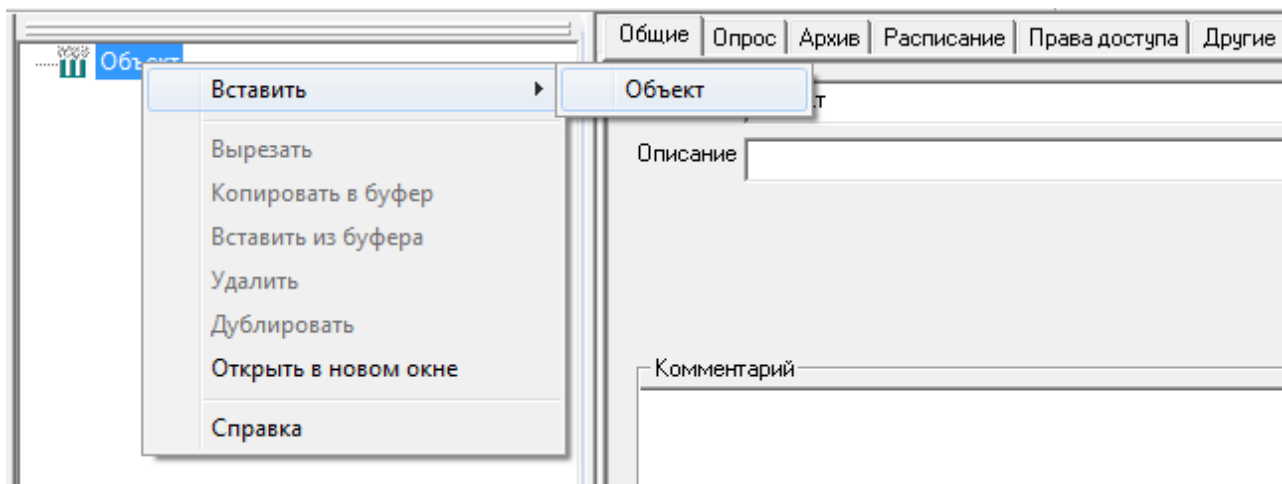 Общие Опрос Архив Расписание Права доступа Другие
Объект
Вставить
Объект
т
Описание
Вырезать
Копировать в буфер
Вставить из буфера
Удалить
Дублировать
Открыть в новом окне
Комментарий
Справка